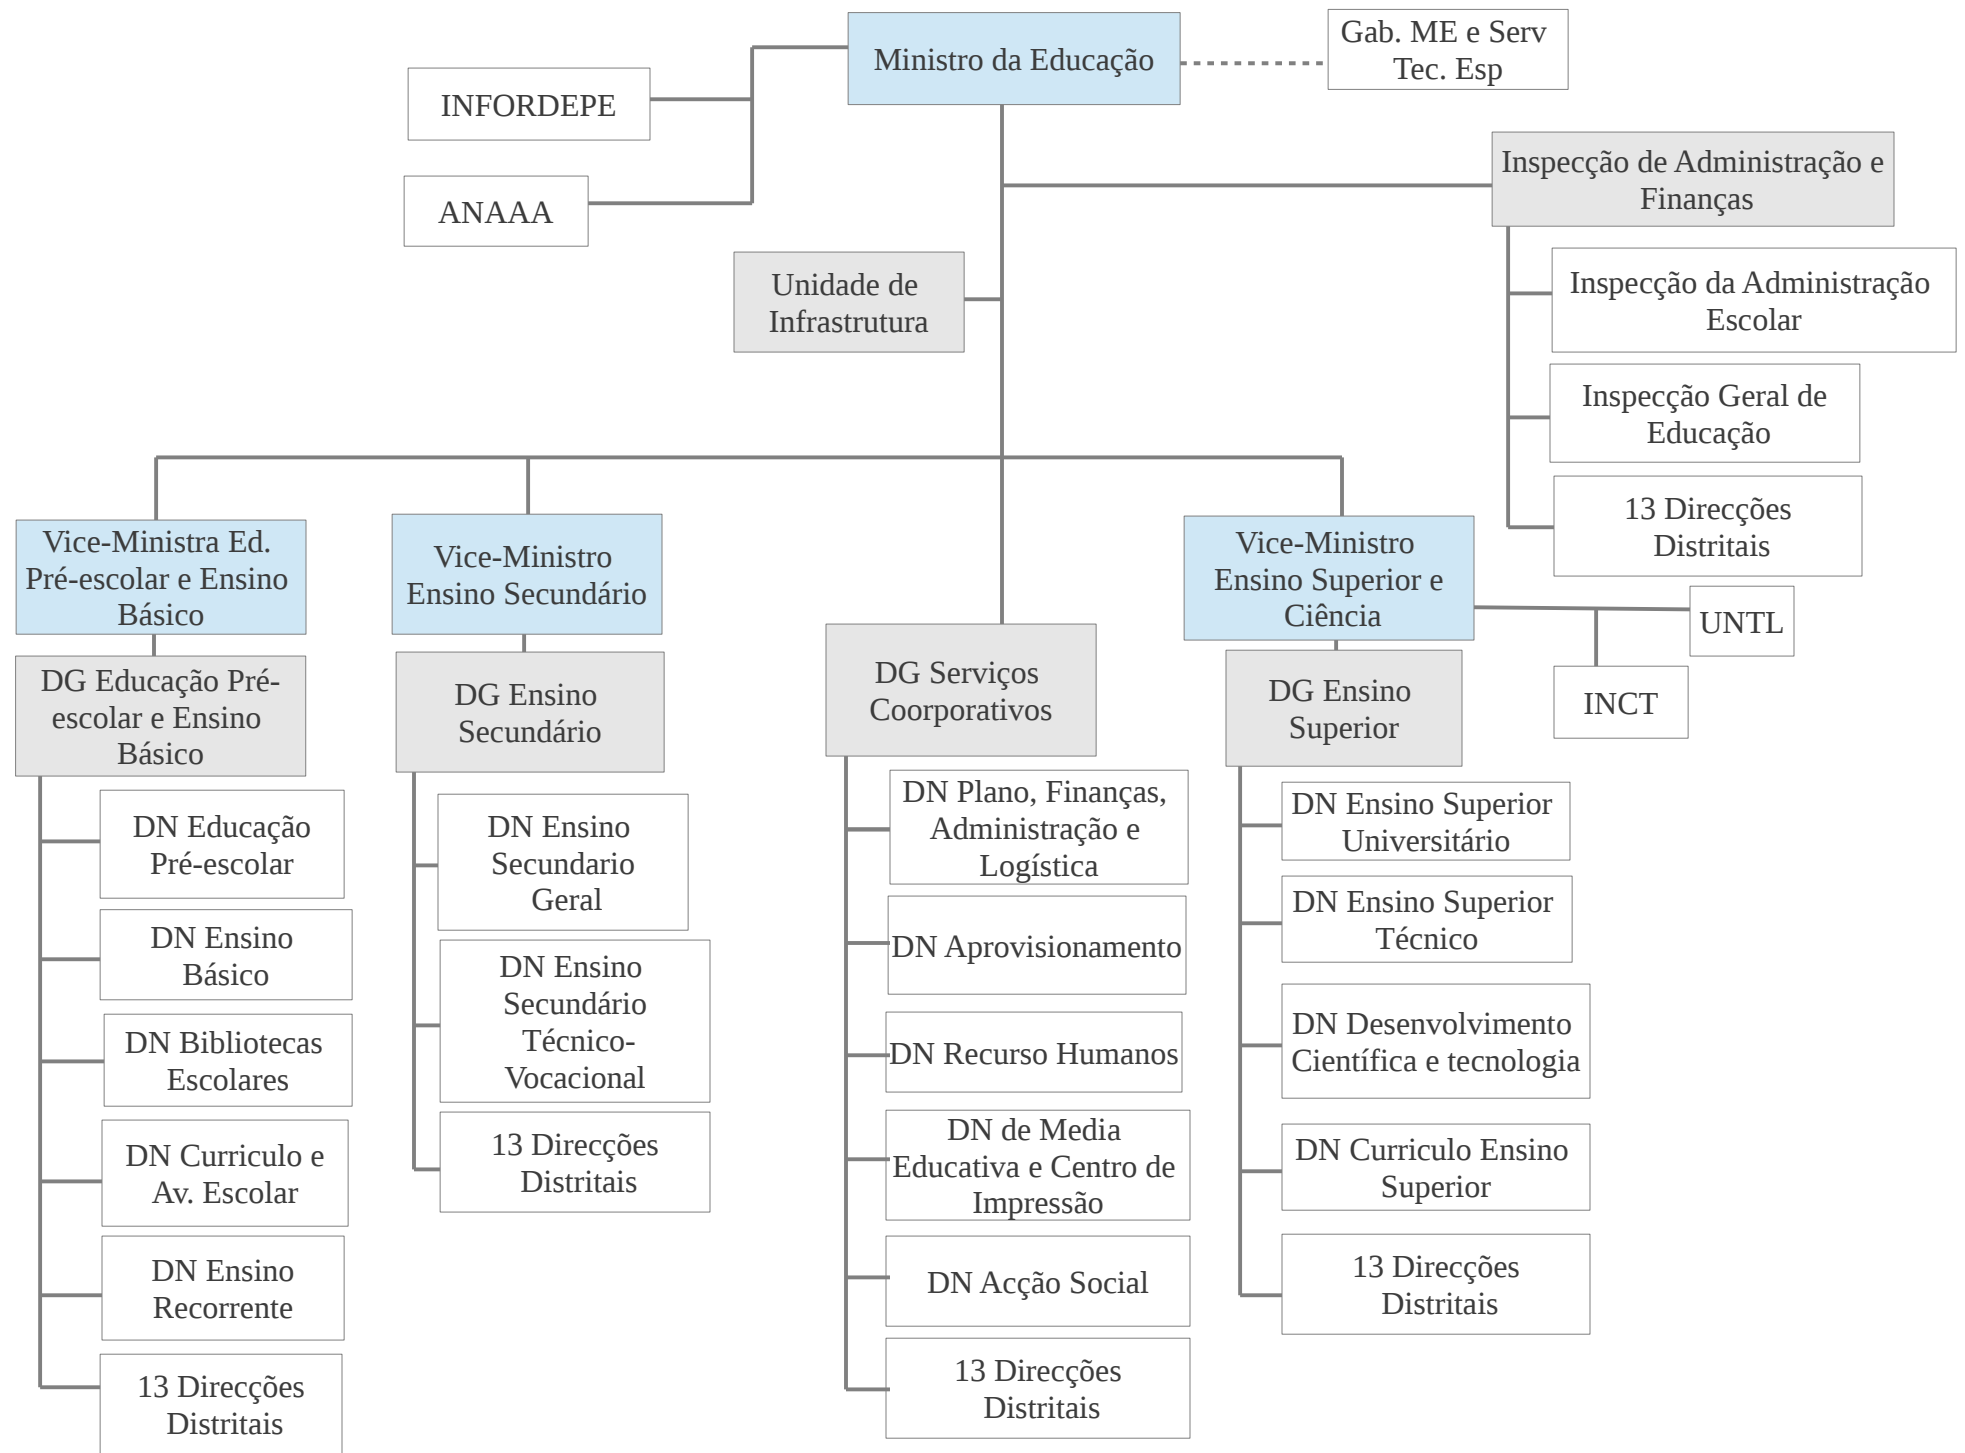 Ministro da Educação
Gab. ME e Serv
Tec. Esp
INFORDEPE
ANAAA
Inspecção de Administração e
Finanças
Unidade de
Infrastrutura
Inspecção da Administração
Escolar
Inspecção Geral de
Educação
13 Direcções
Distritais
Vice-Ministra Ed.
Pré-escolar e Ensino
Básico
Vice-Ministro
Ensino Secundário
Vice-Ministro
Ensino Superior e
Ciência
UNTL
INCT
DG Educação Pré-
escolar e Ensino
Básico
DN Educação
Pré-escolar
DN Ensino
Básico
DN Bibliotecas
Escolares
DN Curriculo e
Av. Escolar
DN Ensino
Recorrente
13 Direcções
Distritais
DG Ensino
Secundário
DN Ensino
Secundario
Geral
DN Ensino
Secundário
Técnico-
Vocacional
13 Direcções
Distritais
DG Serviços
Coorporativos
DN Plano, Finanças,
Administração e
Logística
DN Aprovisionamento
DN Recurso Humanos
DN de Media
Educativa e Centro de
Impressão
DN Acção Social
13 Direcções
Distritais
DG Ensino
Superior
DN Ensino Superior
Universitário
DN Ensino Superior
Técnico
DN Desenvolvimento
Científica e tecnologia
DN Curriculo Ensino
Superior
13 Direcções
Distritais